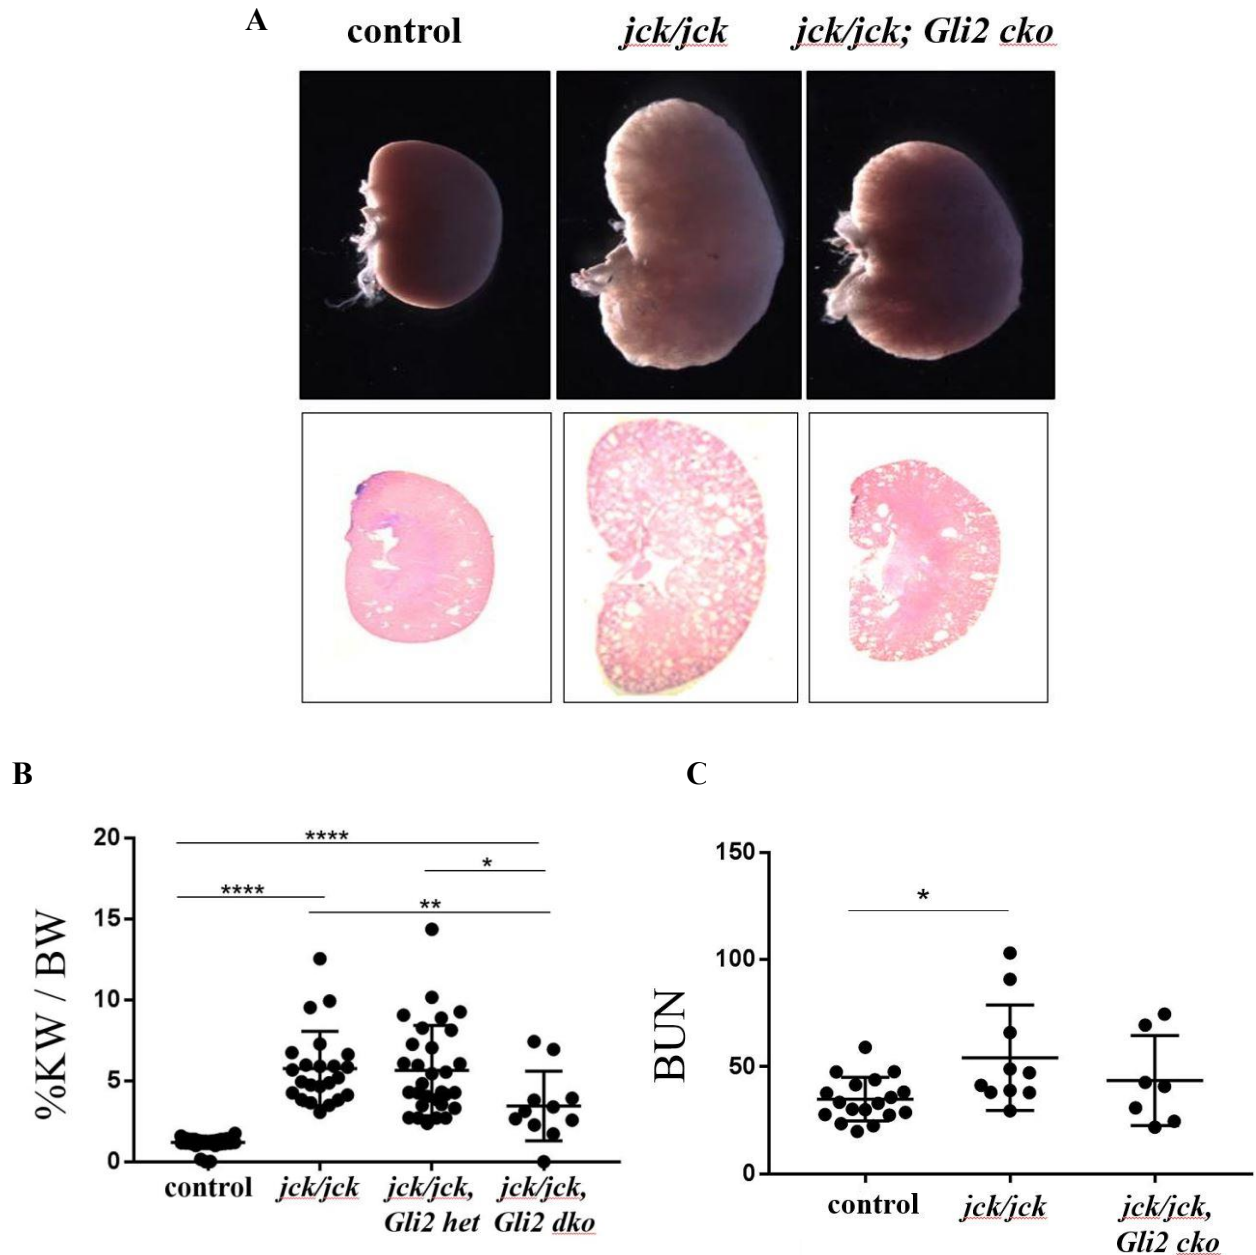 A
control
jck/jck
jck/jck; Gli2 cko
B
C
%KW / BW
20
15
10
5
0
****
*
****
**
control
jck/jck
jck/jck,
Gli2 het
jck/jck,
Gli2 dko
BUN
150
100
50
0
*
control
jck/jck
jck/jck,
Gli2 cko